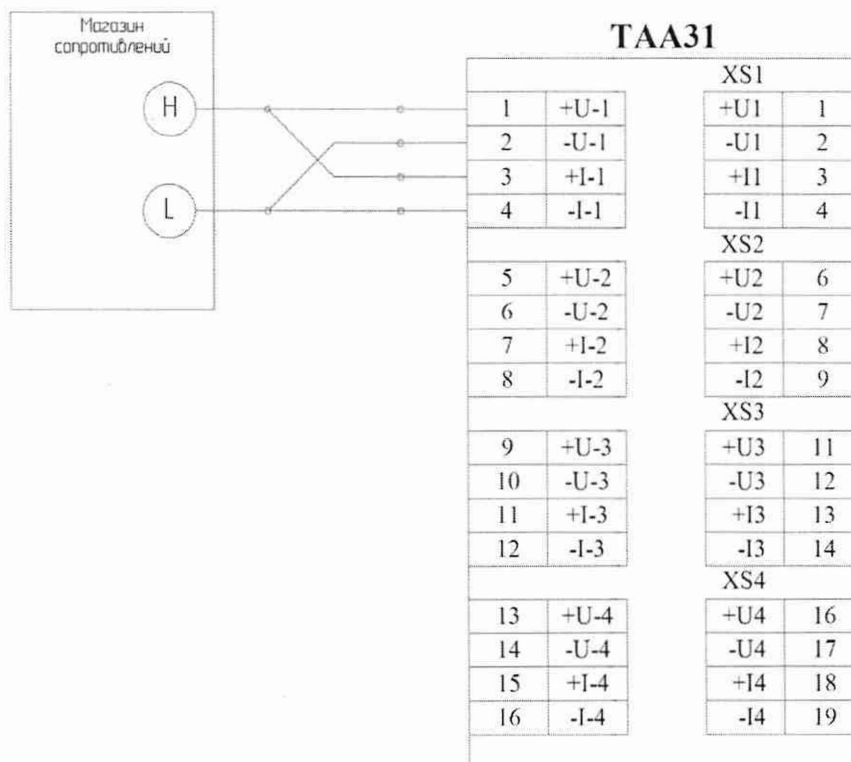 Магазин
сопротивлений
H
L
TAA31
XS1
1 +U-1 +U1 1
2 -U-1 -U1 2
3 +I-1 +I1 3
4 -I-1 -I1 4
XS2
5 +U-2 +U2 6
6 -U-2 -U2 7
7 +I-2 +I2 8
8 -I-2 -I2 9
XS3
9 +U-3 +U3 11
10 -U-3 -U3 12
11 +I-3 +I3 13
12 -I-3 -I3 14
XS4
13 +U-4 +U4 16
14 -U-4 -U4 17
15 +I-4 +I4 18
16 -I-4 -I4 19